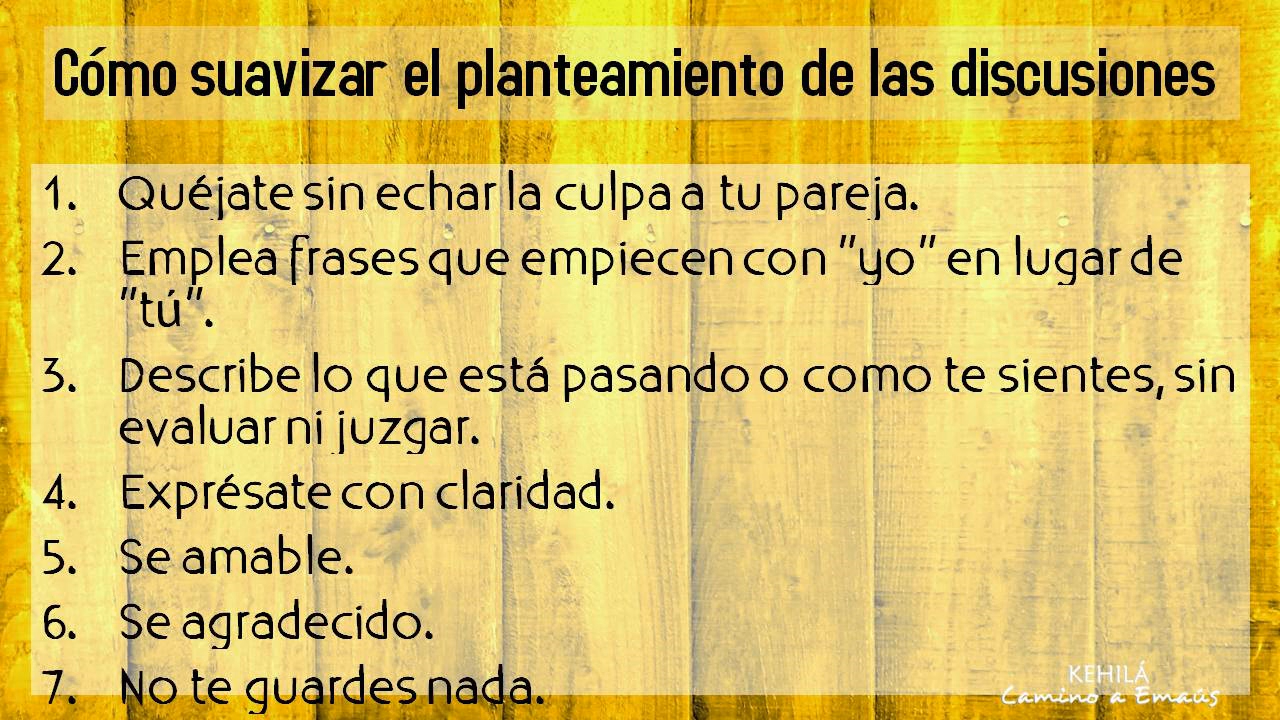 Cómo suavizar el planteamiento de las discusiones
1. Quéjate sin echar la culpa a tu pareja.
2. Emplea frases que empiecen con "yo" en lugar de
"tú".
3. Describe lo que está pasando o como te sientes, sin
evaluar ni juzgar.
4. Exprésate con claridad.
5. Se amable.
6. Se agradecido.
7. No te guardes nada.
KEHILÁ
Camino a Emaús